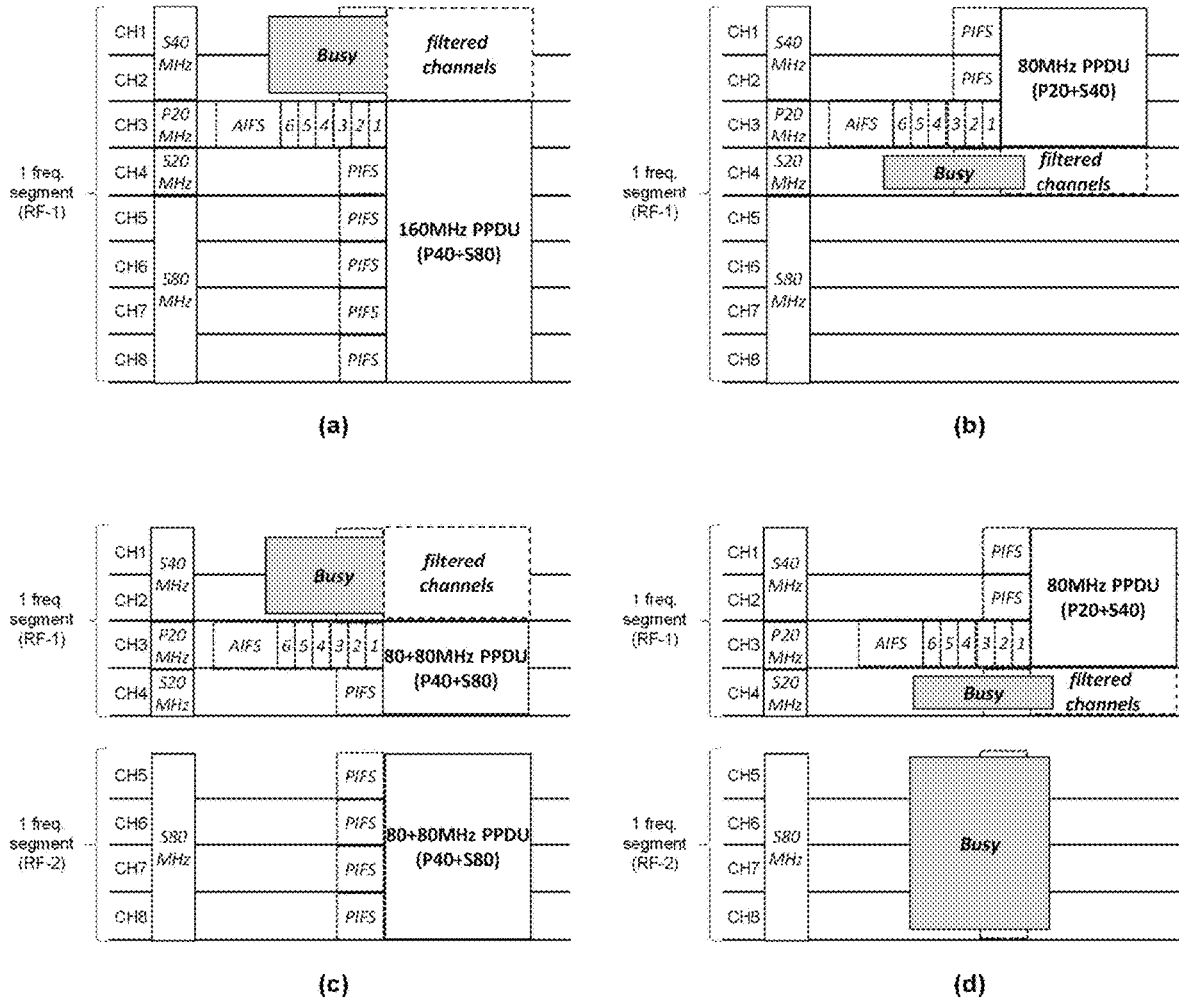 CH1
CH2
CH3
CH4
CH5
CH6
CH7
CH8
S40
MHz
P20
MHz
S20
MHz
S80
MHz
1 freq.
segment
(RF-1)
Busy
filtered
channels
AIFS 6 5 4 3 2 1
PIFS
PIFS
PIFS
PIFS
PIFS
160MHz PPDU
(P40+S80)
(a)
CH1
CH2
CH3
CH4
CH5
CH6
CH7
CH8
S40
MHz
P20
MHz
S20
MHz
S80
MHz
1 freq.
segment
(RF-1)
PIFS
PIFS
80MHz PPDU
(P20+S40)
AIFS 6 5 4 3 2 1
Busy
filtered
channels
(b)
CH1
CH2
CH3
CH4
S40
MHz
P20
MHz
S20
MHz
1 freq.
segment
(RF-1)
Busy
filtered
channels
AIFS 6 5 4 3 2 1
PIFS
80+80MHz PPDU
(P40+S80)
CH5
CH6
CH7
CH8
S80
MHz
1 freq.
segment
(RF-2)
PIFS
PIFS
PIFS
PIFS
80+80MHz PPDU
(P40+S80)
(c)
CH1
CH2
CH3
CH4
S40
MHz
P20
MHz
S20
MHz
1 freq.
segment
(RF-1)
PIFS
PIFS
80MHz PPDU
(P20+S40)
AIFS 6 5 4 3 2 1
Busy
filtered
channels
CH5
CH6
CH7
CH8
S80
MHz
1 freq.
segment
(RF-2)
Busy
(d)